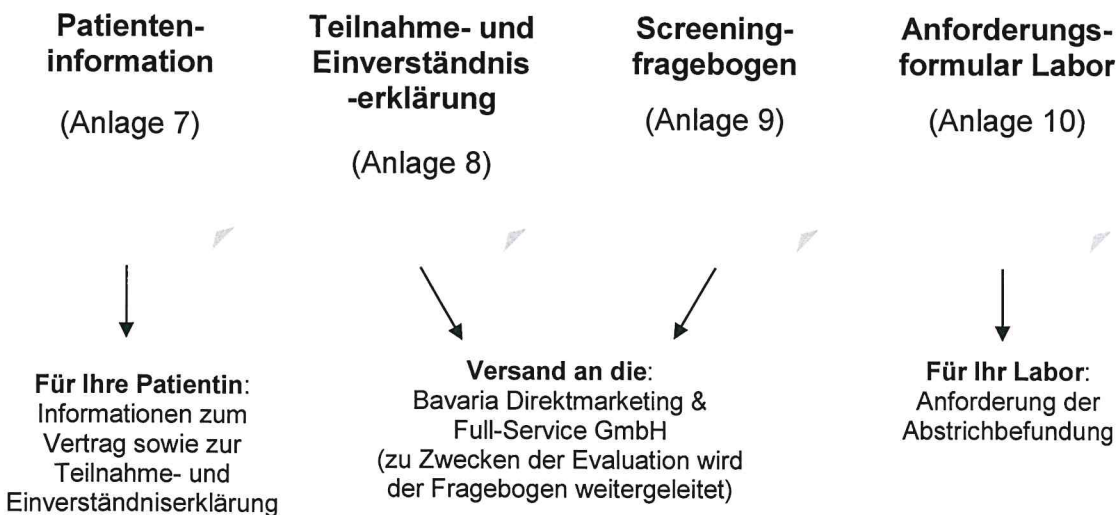 Patienten-
information
(Anlage 7)
Teilnahme- und
Einverständnis
-erklärung
(Anlage 8)
Screening-
fragebogen
(Anlage 9)
Anforderungs-
formular Labor
(Anlage 10)
Für Ihre Patientin:
Informationen zum
Vertrag sowie zur
Teilnahme- und
Einverständniserklärung
Versand an die:
Bavaria Direktmarketing &
Full-Service GmbH
(zu Zwecken der Evaluation wird
der Fragebogen weitergeleitet)
Für Ihr Labor:
Anforderung der
Abstrichbefundung